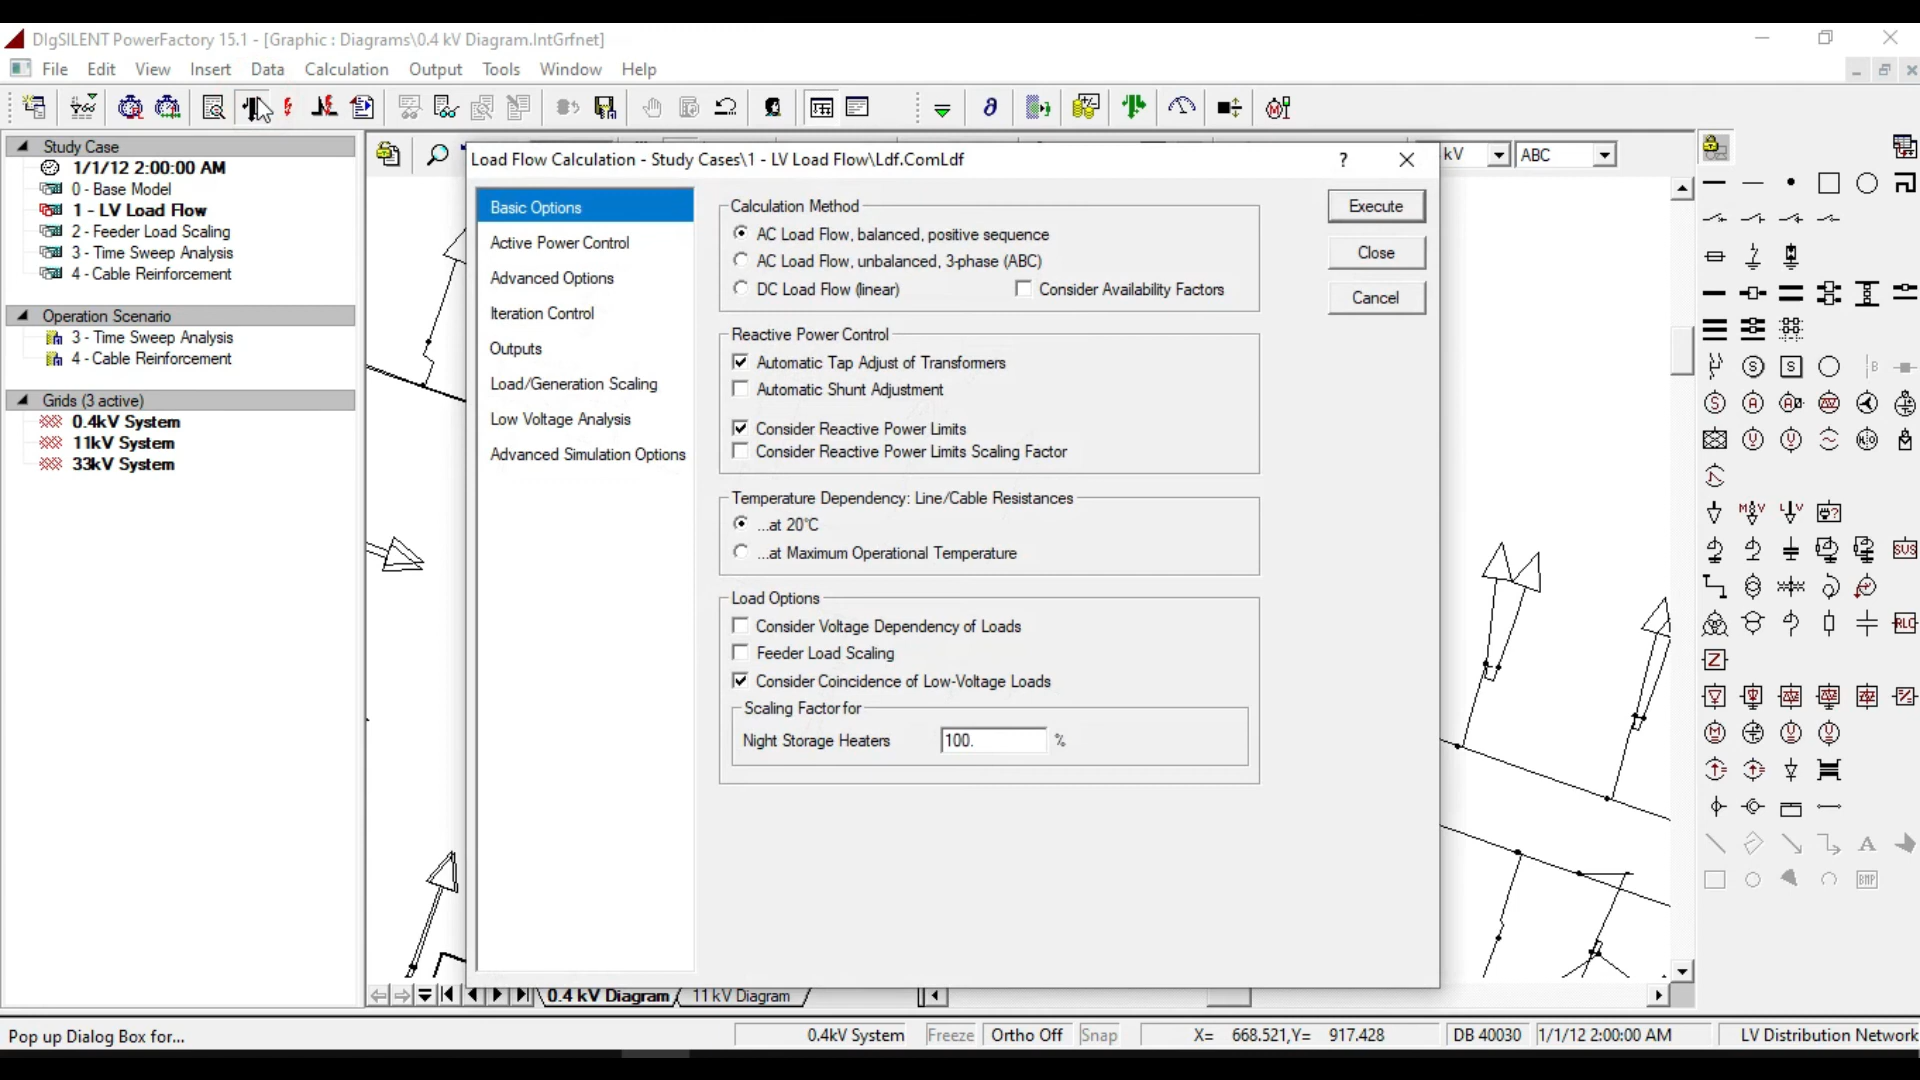 DIgSILENT PowerFactory 15.1 - [Graphic : Diagrams\0.4 kV Diagram.IntGrfnet]
File Edit View Insert Data Calculation Output Tools Window Help
Study Case
1/1/12 2:00:00 AM
0 - Base Model
1 - LV Load Flow
2 - Feeder Load Scaling
3 - Time Sweep Analysis
4 - Cable Reinforcement
Operation Scenario
3 - Time Sweep Analysis
4 - Cable Reinforcement
Grids (3 active)
0.4kV System
11kV System
33kV System
kV ABC
Load Flow Calculation - Study Cases\1 - LV Load Flow\Ldf.ComLdf ?
Basic Options
Active Power Control
Advanced Options
Iteration Control
Outputs
Load/Generation Scaling
Low Voltage Analysis
Advanced Simulation Options
Calculation Method
AC Load Flow, balanced, positive sequence
AC Load Flow, unbalanced, 3-phase (ABC)
DC Load Flow (linear) Consider Availability Factors
Reactive Power Control
Automatic Tap Adjust of Transformers
Automatic Shunt Adjustment
Consider Reactive Power Limits
Consider Reactive Power Limits Scaling Factor
Temperature Dependency: Line/Cable Resistances
...at 20°C
...at Maximum Operational Temperature
Load Options
Consider Voltage Dependency of Loads
Feeder Load Scaling
Consider Coincidence of Low-Voltage Loads
Scaling Factor for
Night Storage Heaters 100. %
Execute
Close
Cancel
0.4 kV Diagram 11 kV Diagram
Pop up Dialog Box for... 0.4kV System Freeze Ortho Off Snap X= 668.521,Y= 917.428 DB 40030 1/1/12 2:00:00 AM LV Distribution Network